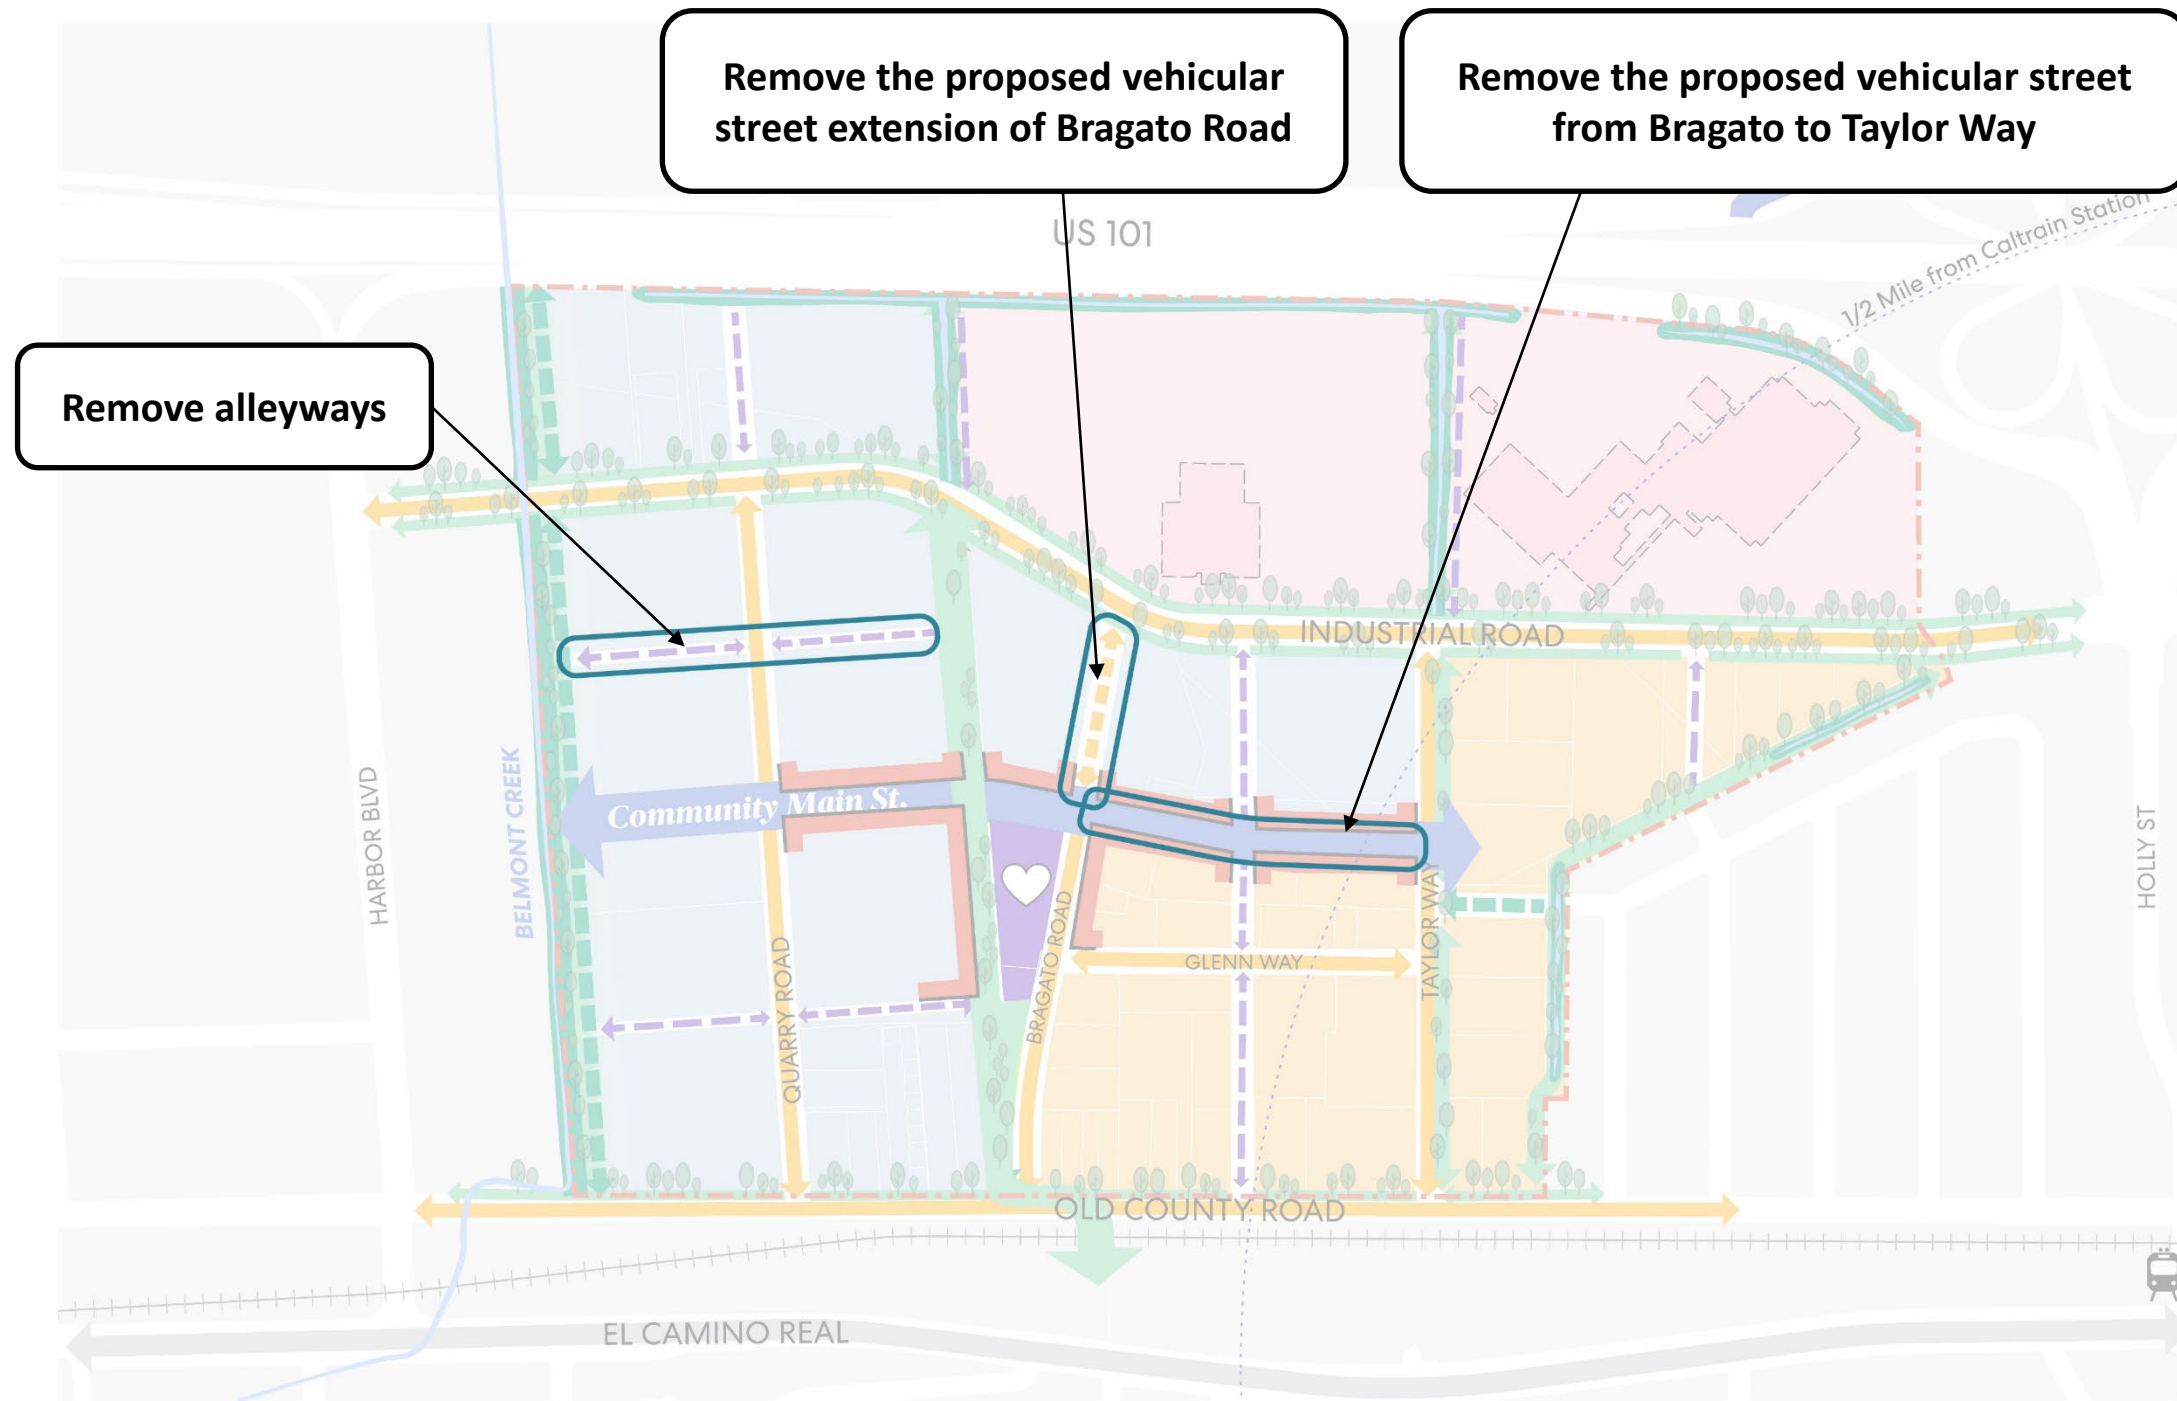 Remove the proposed vehicular
street extension of Bragato Road
Remove the proposed vehicular street
from Bragato to Taylor Way
US 101
1/2 Mile from Caltrain Station
Remove alleyways
INDUSTRIAL ROAD
HARBOR BLVD
BELMONT CREEK
Community Main St.
HOLLY ST
QUARRY ROAD
BRAGATO ROAD
GLENN WAY
TAYLOR WAY
OLD COUNTY ROAD
EL CAMINO REAL